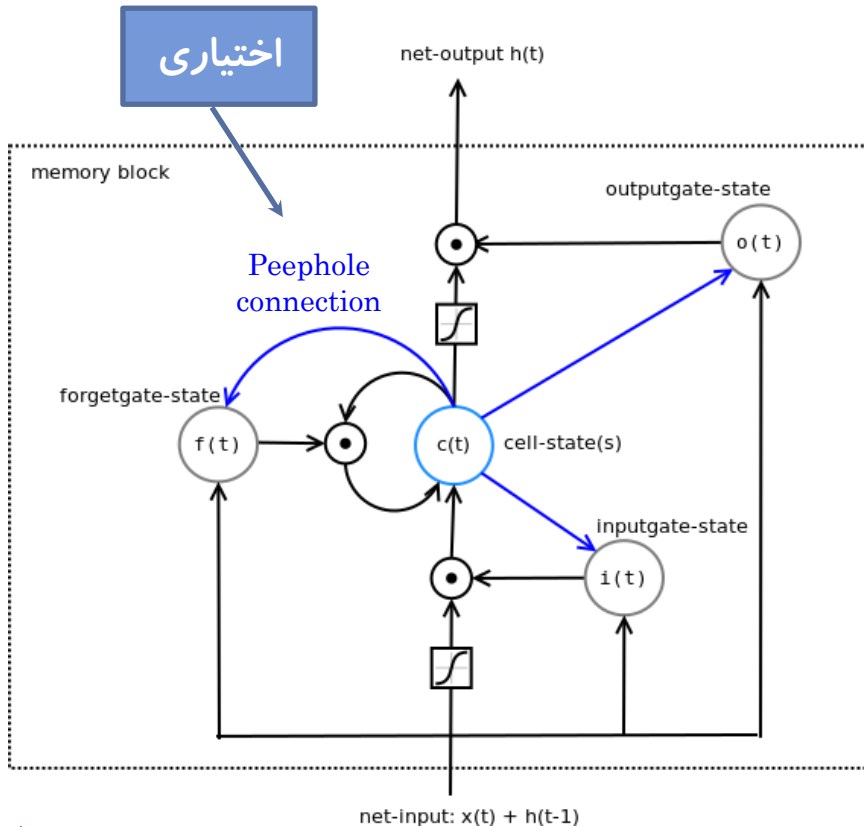 اختیاری
net-output h(t)
memory block
outputgate-state
o(t)
Peephole
connection
forgetgate-state
f(t)
c(t)
cell-state(s)
inputgate-state
i(t)
net-input: x(t) + h(t-1)